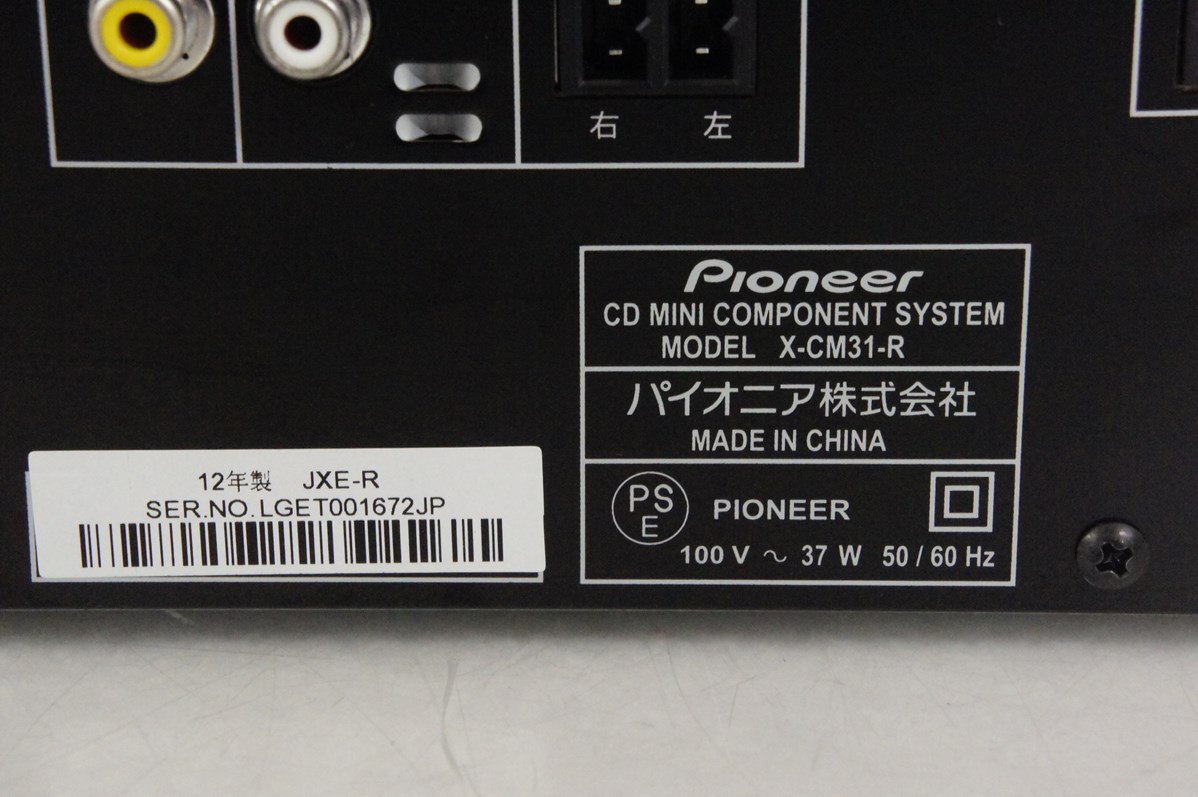 右 左
Pioneer
CD MINI COMPONENT SYSTEM
MODEL X-CM31-R
パイオニア株式会社
MADE IN CHINA
PS
E
PIONEER
100 V ～ 37 W 50 / 60 Hz
12年製 JXE-R
SER.NO.LGET001672JP